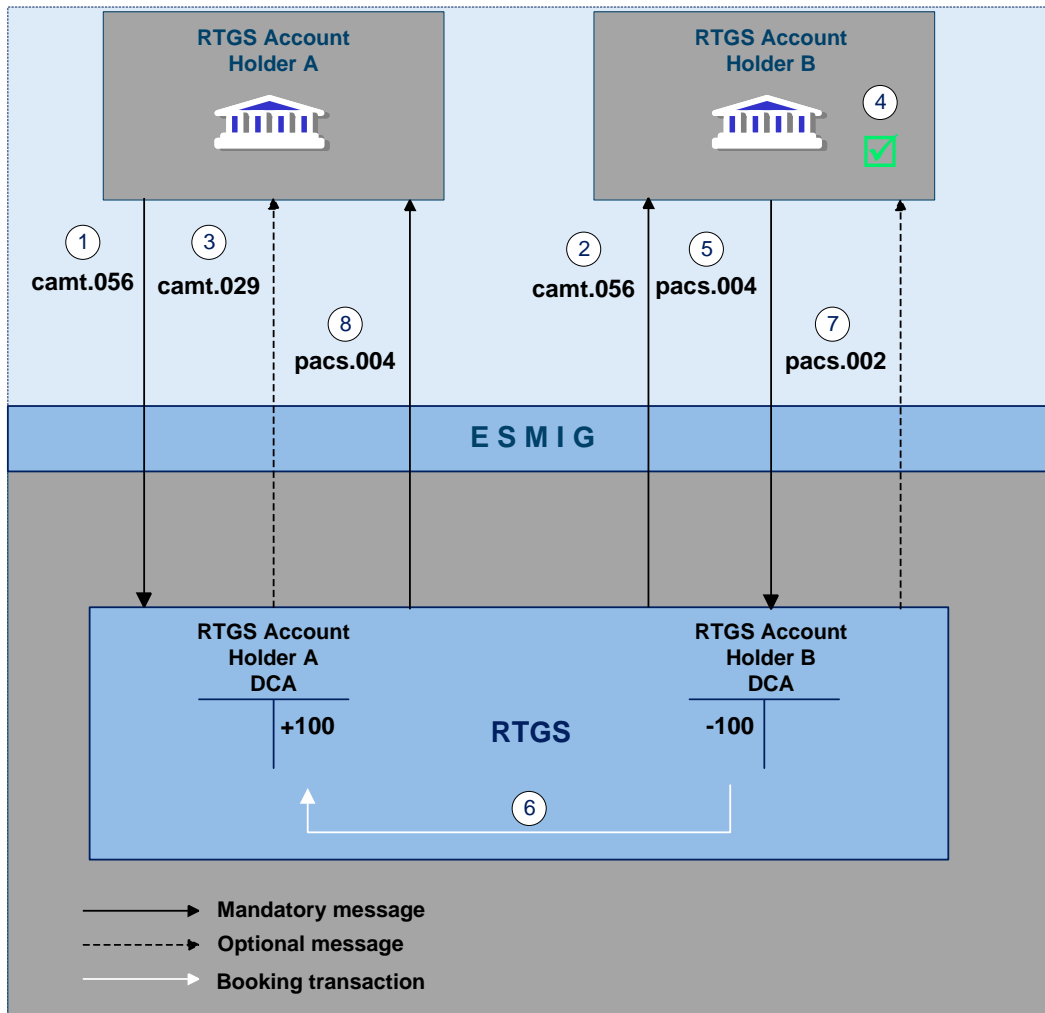 RTGS Account
Holder A
RTGS Account
Holder B
4
1
camt.056
3
camt.029
2
camt.056
5
pacs.004
8
pacs.004
7
pacs.002
E S M I G
RTGS Account
Holder A
DCA
+100
RTGS
RTGS Account
Holder B
DCA
-100
6
Mandatory message
Optional message
Booking transaction